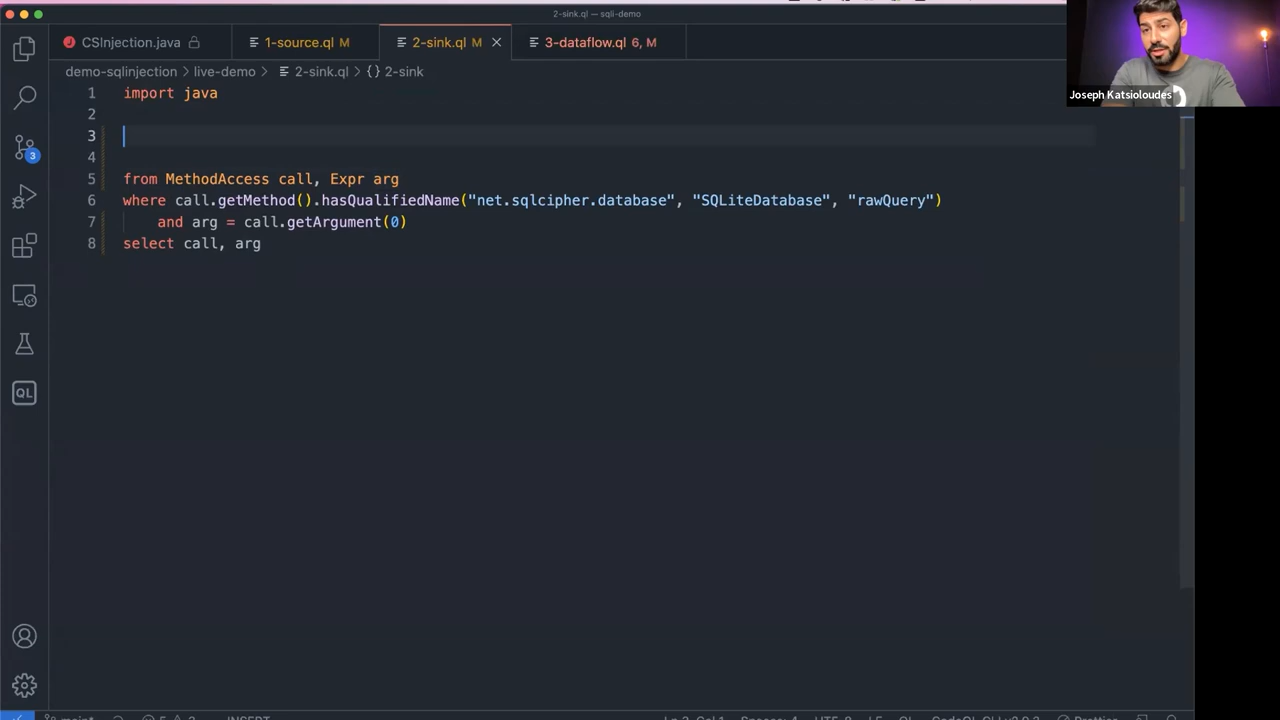 2-sink.ql — sqli-demo
CSInjection.java
1-source.ql M
2-sink.ql M
3-dataflow.ql 6, M
demo-sqlinjection > live-demo > 2-sink.ql > {} 2-sink
1 import java
2
3
4
5 from MethodAccess call, Expr arg
6 where call.getMethod().hasQualifiedName("net.sqlcipher.database", "SQLiteDatabase", "rawQuery")
7 and arg = call.getArgument(0)
8 select call, arg
Joseph Katsioloudes
3
QL